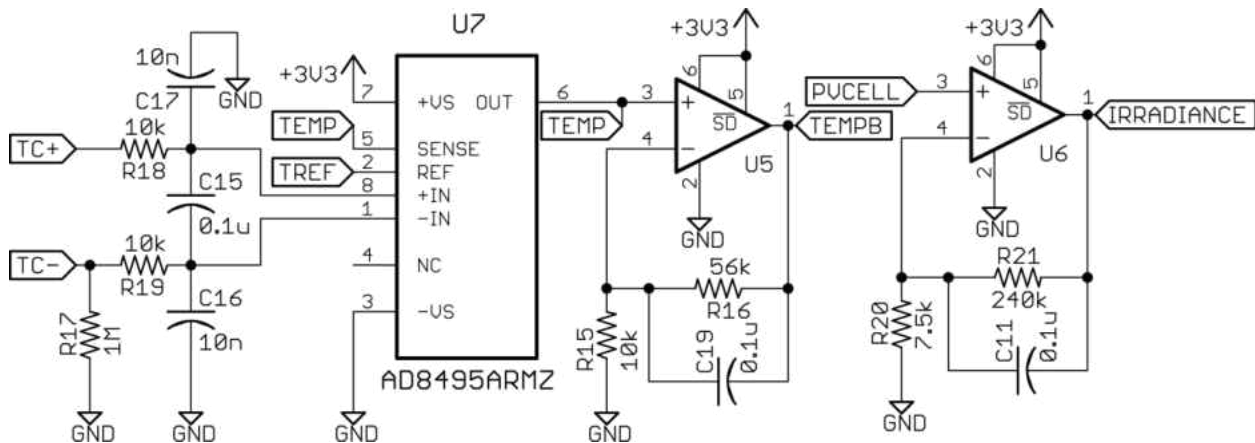 U7
10n
GND
C17
+3V3
7
+VS OUT
6
TEMP
5
SENSE
TREF
2
REF
8
+IN
1
-IN
4
NC
3
-VS
AD8495ARMZ
GND
TC+
10k
R18
C15
0.1u
TC-
10k
R19
R17
1M
C16
10n
GND
GND
TEMP
+3V3
6
5
3
+
4
-
SD
2
GND
1
TEMPB
U5
56k
R16
R15
10k
C19
0.1u
GND
PVCELL
+3V3
6
5
3
+
4
-
SD
2
GND
1
IRRADIANCE
U6
R21
240k
R20
7.5k
C11
0.1u
GND